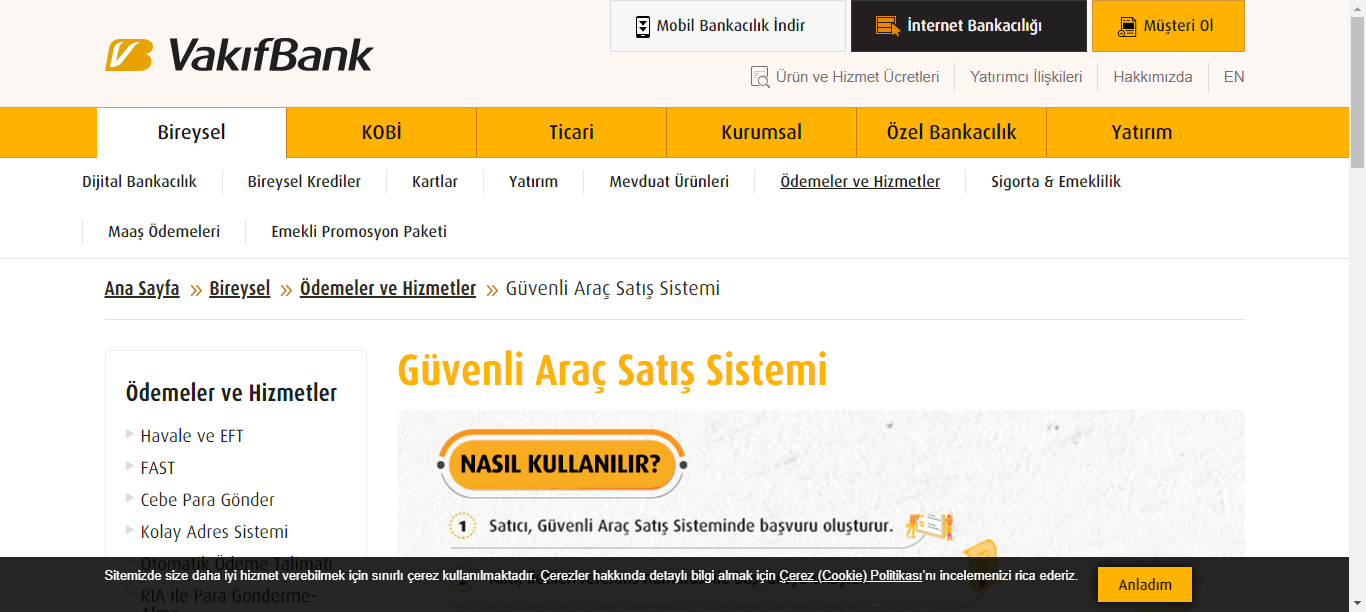 VakıfBank
Mobil Bankacılık İndir
İnternet Bankacılığı
Müşteri Ol
Ürün ve Hizmet Ücretleri
Yatırımcı İlişkileri
Hakkımızda
EN
Bireysel
KOBİ
Ticari
Kurumsal
Özel Bankacılık
Yatırım
Dijital Bankacılık
Bireysel Krediler
Kartlar
Yatırım
Mevduat Ürünleri
Ödemeler ve Hizmetler
Sigorta & Emeklilik
Maaş Ödemeleri
Emekli Promosyon Paketi
Ana Sayfa » Bireysel » Ödemeler ve Hizmetler » Güvenli Araç Satış Sistemi
Ödemeler ve Hizmetler
Havale ve EFT
FAST
Cebe Para Gönder
Kolay Adres Sistemi
Otomatik Ödeme Talimatı
RIA ile Para Gönderme-
Güvenli Araç Satış Sistemi
NASIL KULLANILIR?
1 Satıcı, Güvenli Araç Satış Sisteminde başvuru oluşturur.
Sitemizde size daha iyi hizmet verebilmek için sınırlı çerez kullanılmaktadır. Çerezler hakkında detaylı bilgi almak için Çerez (Cookie) Politikası'nı incelemenizi rica ederiz.
Anladım